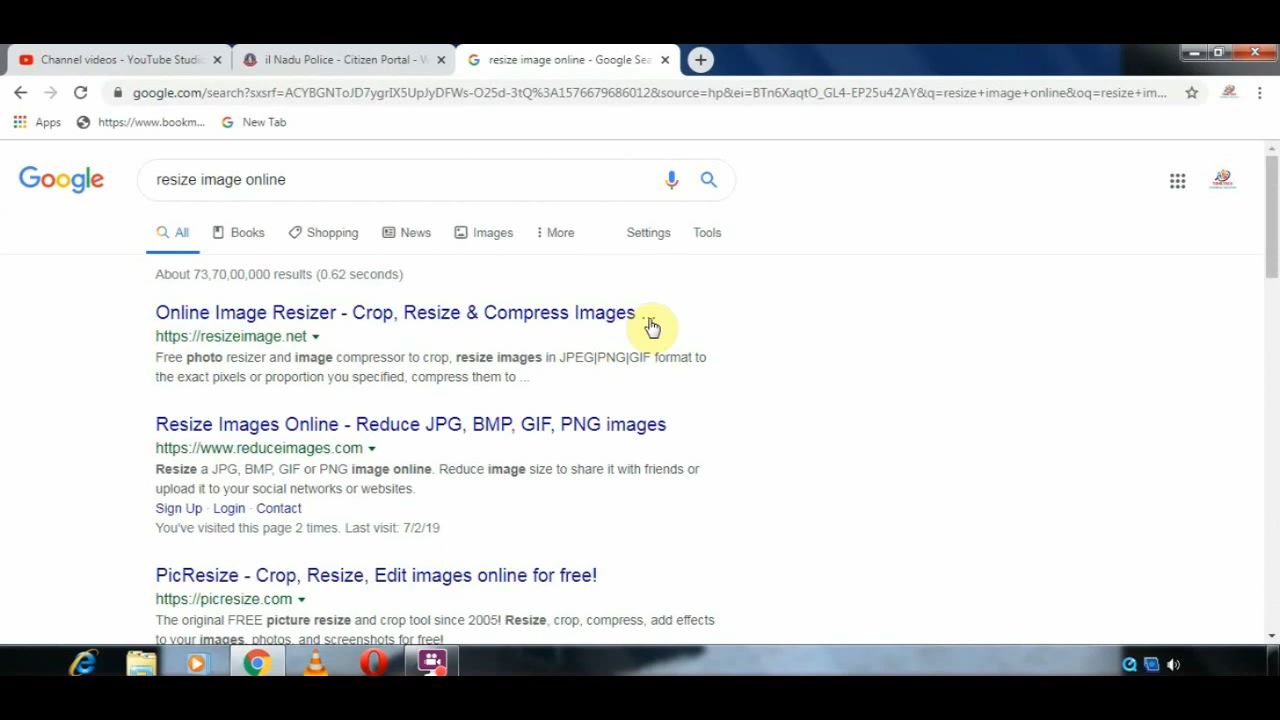 Channel videos - YouTube Studi
il Nadu Police - Citizen Portal - W
resize image online - Google Sea
google.com/search?sxsrf=ACYBGNToJD7ygrIX5UpJyDFWs-O25d-3tQ%3A1576679686012&source=hp&ei=BTn6XaqtO_GL4-EP25u42AY&q=resize+image+online&oq=resize+im...
Apps
https://www.bookm...
New Tab
Google
resize image online
All
Books
Shopping
News
Images
More
Settings
Tools
About 73,70,00,000 results (0.62 seconds)
Online Image Resizer - Crop, Resize & Compress Images ...
https://resizeimage.net
Free photo resizer and image compressor to crop, resize images in JPEG|PNG|GIF format to
the exact pixels or proportion you specified, compress them to ...
Resize Images Online - Reduce JPG, BMP, GIF, PNG images
https://www.reduceimages.com
Resize a JPG, BMP, GIF or PNG image online. Reduce image size to share it with friends or
upload it to your social networks or websites.
Sign Up · Login · Contact
You've visited this page 2 times. Last visit: 7/2/19
PicResize - Crop, Resize, Edit images online for free!
https://picresize.com
The original FREE picture resize and crop tool since 2005! Resize, crop, compress, add effects
to your images, photos, and screenshots for free!